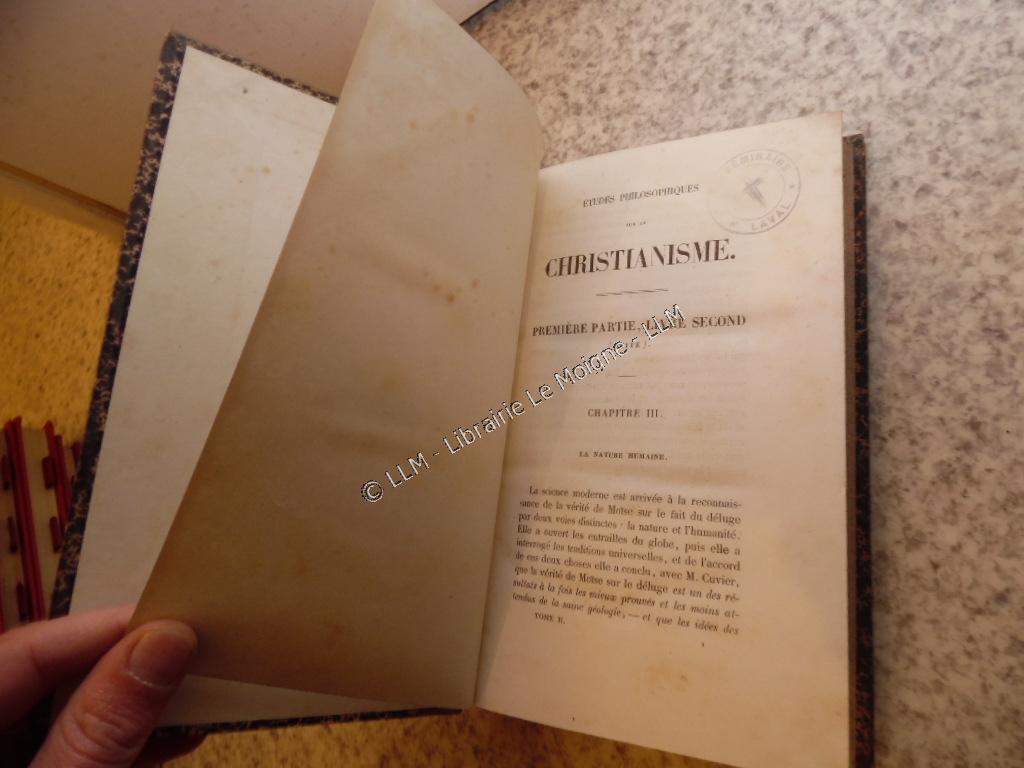 ETUDES PHILOSOPHIQUES
SUR LE
CHRISTIANISME.
PREMIÈRE PARTIE, SECOND
CHAPITRE III.
LA NATURE HUMAINE.
La science moderne est arrivée à la reconnais-
sance de la vérité de Moïse sur le fait du déluge
par deux voies distinctes : la nature et l'humanité.
Elle a ouvert les entrailles du globe, puis elle a
interrogé les traditions universelles, et de l'accord
de ces deux choses elle a conclu, avec M. Cuvier,
que la vérité de Moïse sur le déluge est un des ré-
sultats à la fois les mieux prouvés et les moins at-
tendus de la saine géologie, — et que les idées des
TOME II.
1
SEMINAIRE
* LAVAL *
© LLM - Librairie Le Moigne - LLM